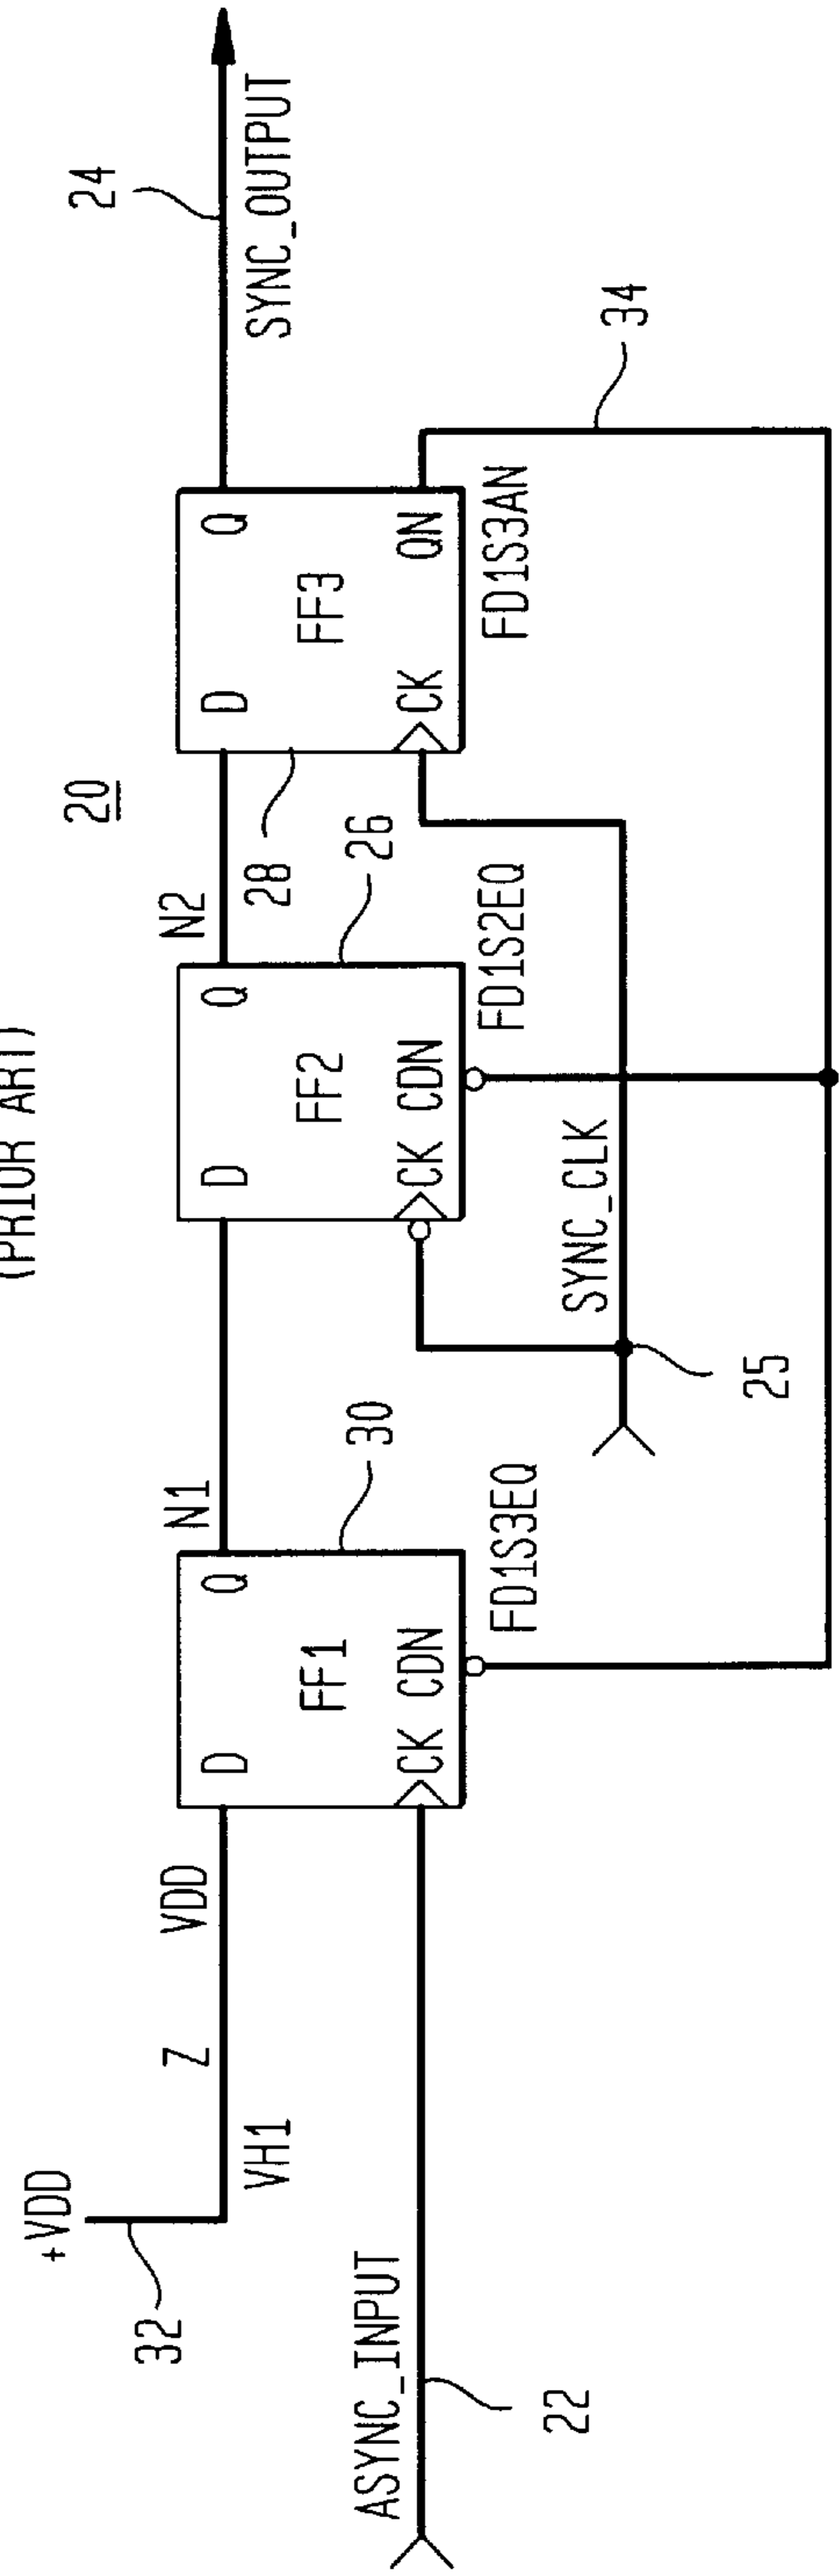 (PRIOR ART)
20
+VDD
32
Z
VDD
VH1
ASYNC_INPUT
22
D
Q
FF1
CK
CDN
30
FD1S3EQ
N1
D
Q
FF2
CK
CDN
26
FD1S2EQ
SYNC_CLK
25
N2
28
D
Q
FF3
CK
QN
FD1S3AN
34
24
SYNC_OUTPUT